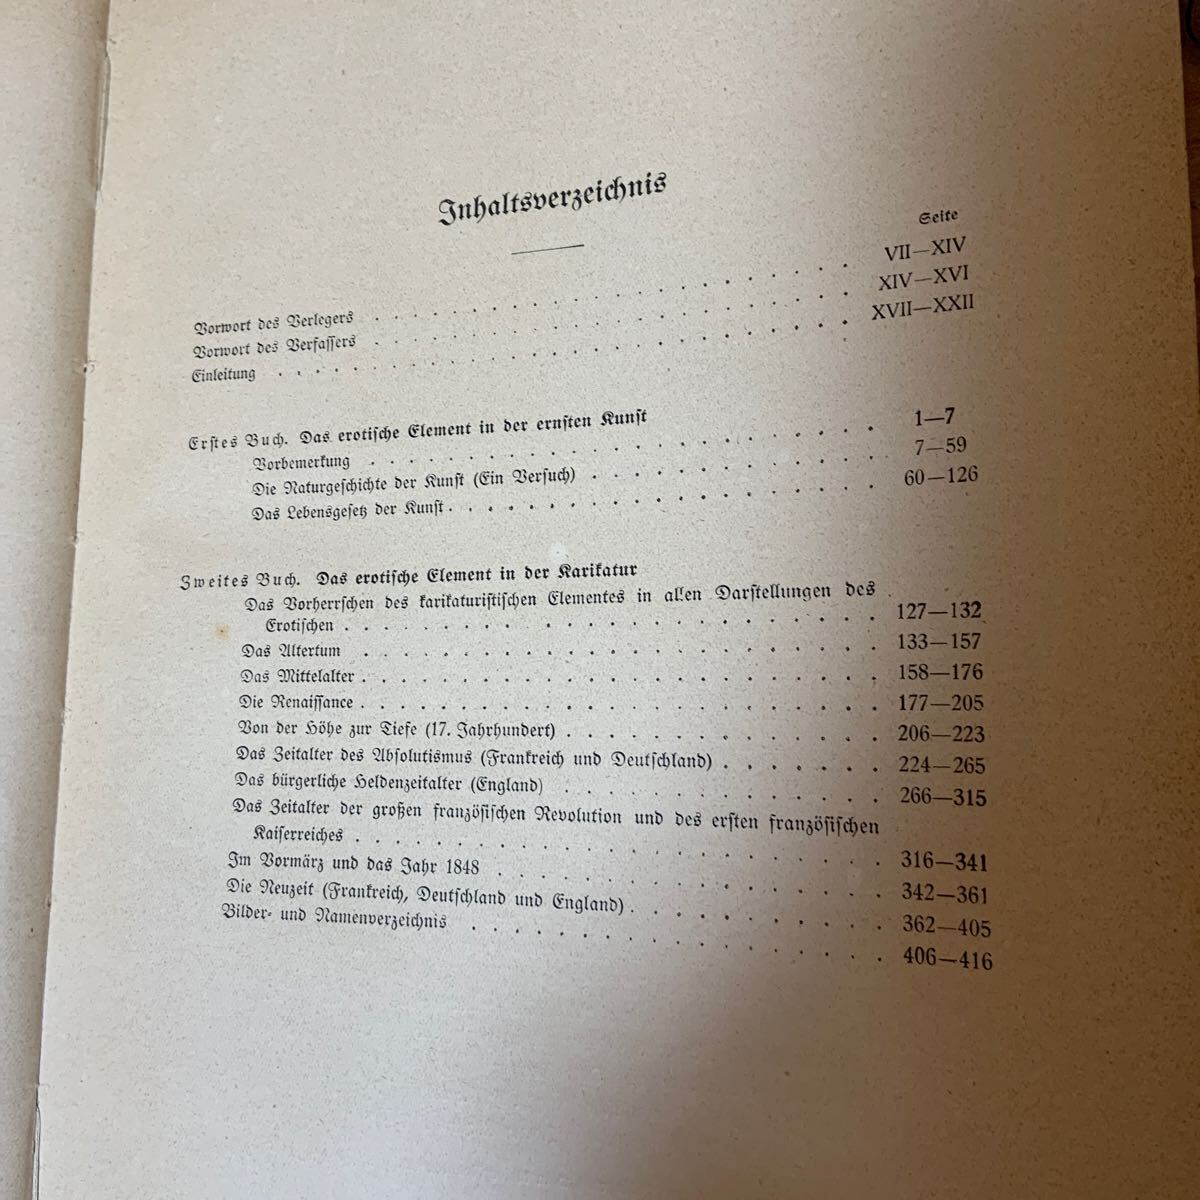 Inhaltsverzeichnis
Seite
Vorwort des Verlegers . . . . . . . . . . . . . . . . . . . . VII—XIV
Vorwort des Verfassers . . . . . . . . . . . . . . . . . . . . XIV—XVI
Einleitung . . . . . . . . . . . . . . . . . . . . . . . . XVII—XXII
Erſtes Buch. Das erotiſche Element in der ernſten Kunſt
Vorbemerkung . . . . . . . . . . . . . . . . . . . . 1—7
Die Naturgeſchichte der Kunſt (Ein Verſuch) . . . . . . . . . . . . 7—59
Das Lebensgeſetz der Kunſt . . . . . . . . . . . . . . . . . . 60—126
Zweites Buch. Das erotiſche Element in der Karikatur
Das Vorherrſchen des karikaturiſtiſchen Elementes in allen Darſtellungen des
Erotiſchen . . . . . . . . . . . . . . . . . . . . . . 127—132
Das Altertum . . . . . . . . . . . . . . . . . . . . . . 133—157
Das Mittelalter . . . . . . . . . . . . . . . . . . . . . . 158—176
Die Renaiſſance . . . . . . . . . . . . . . . . . . . . . . 177—205
Von der Höhe zur Tiefe (17. Jahrhundert) . . . . . . . . . . . . . 206—223
Das Zeitalter des Abſolutismus (Frankreich und Deutſchland) . . . . . . . 224—265
Das bürgerliche Heldenzeitalter (England) . . . . . . . . . . . . . 266—315
Das Zeitalter der großen franzöſiſchen Revolution und des erſten franzöſiſchen
Kaiſerreiches . . . . . . . . . . . . . . . . . . . . . . 316—341
Im Vormärz und das Jahr 1848 . . . . . . . . . . . . . . . . 342—361
Die Neuzeit (Frankreich, Deutſchland und England) . . . . . . . . . . 362—405
Bilder- und Namenverzeichnis . . . . . . . . . . . . . . . . . 406—416